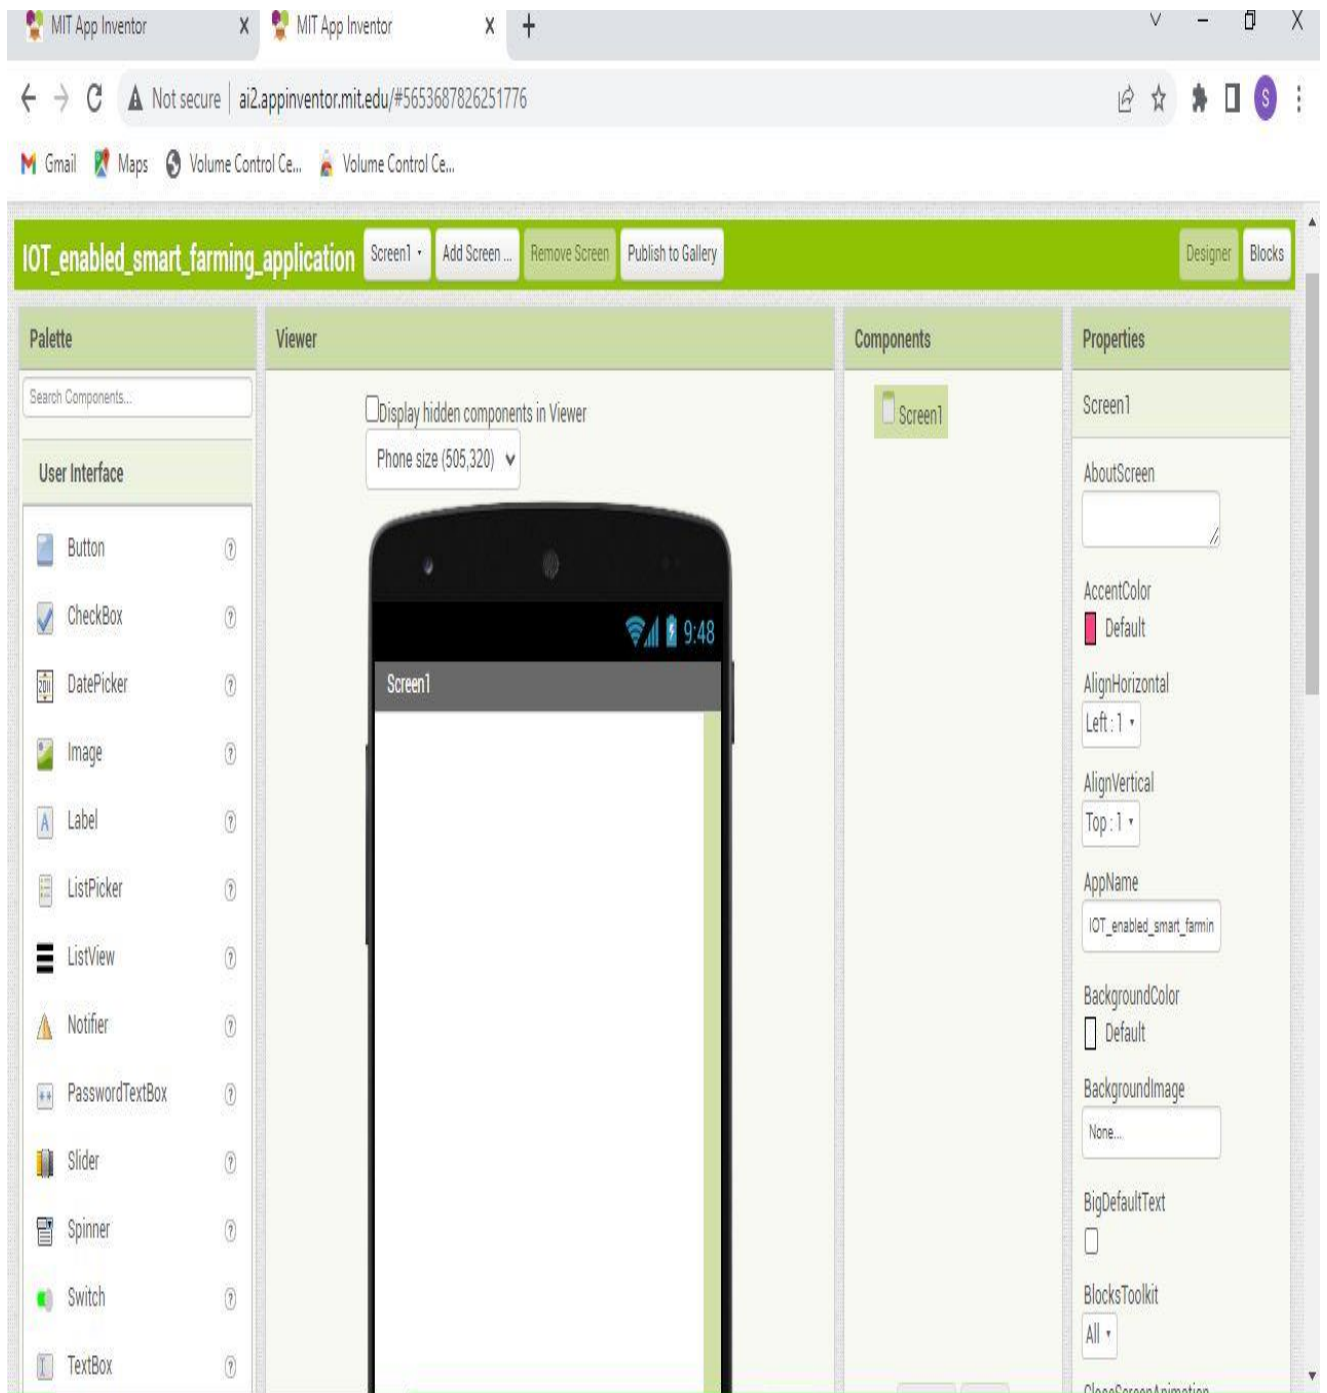 MIT App Inventor X MIT App Inventor X +
Not secure | ai2.appinventor.mit.edu/#5653687826251776 S
Gmail Maps Volume Control Ce... Volume Control Ce...
IOT_enabled_smart_farming_application Screen1 Add Screen ... Remove Screen Publish to Gallery Designer Blocks
Palette
Search Components...
User Interface
Button
CheckBox
DatePicker
Image
Label
ListPicker
ListView
Notifier
PasswordTextBox
Slider
Spinner
Switch
TextBox
Viewer
Display hidden components in Viewer
Phone size (505,320)
9:48
Screen1
Components
Screen1
Properties
Screen1
AboutScreen
AccentColor
Default
AlignHorizontal
Left : 1
AlignVertical
Top : 1
AppName
IOT_enabled_smart_farmin
BackgroundColor
Default
BackgroundImage
None...
BigDefaultText
BlocksToolkit
All
CloseScreenAnimation